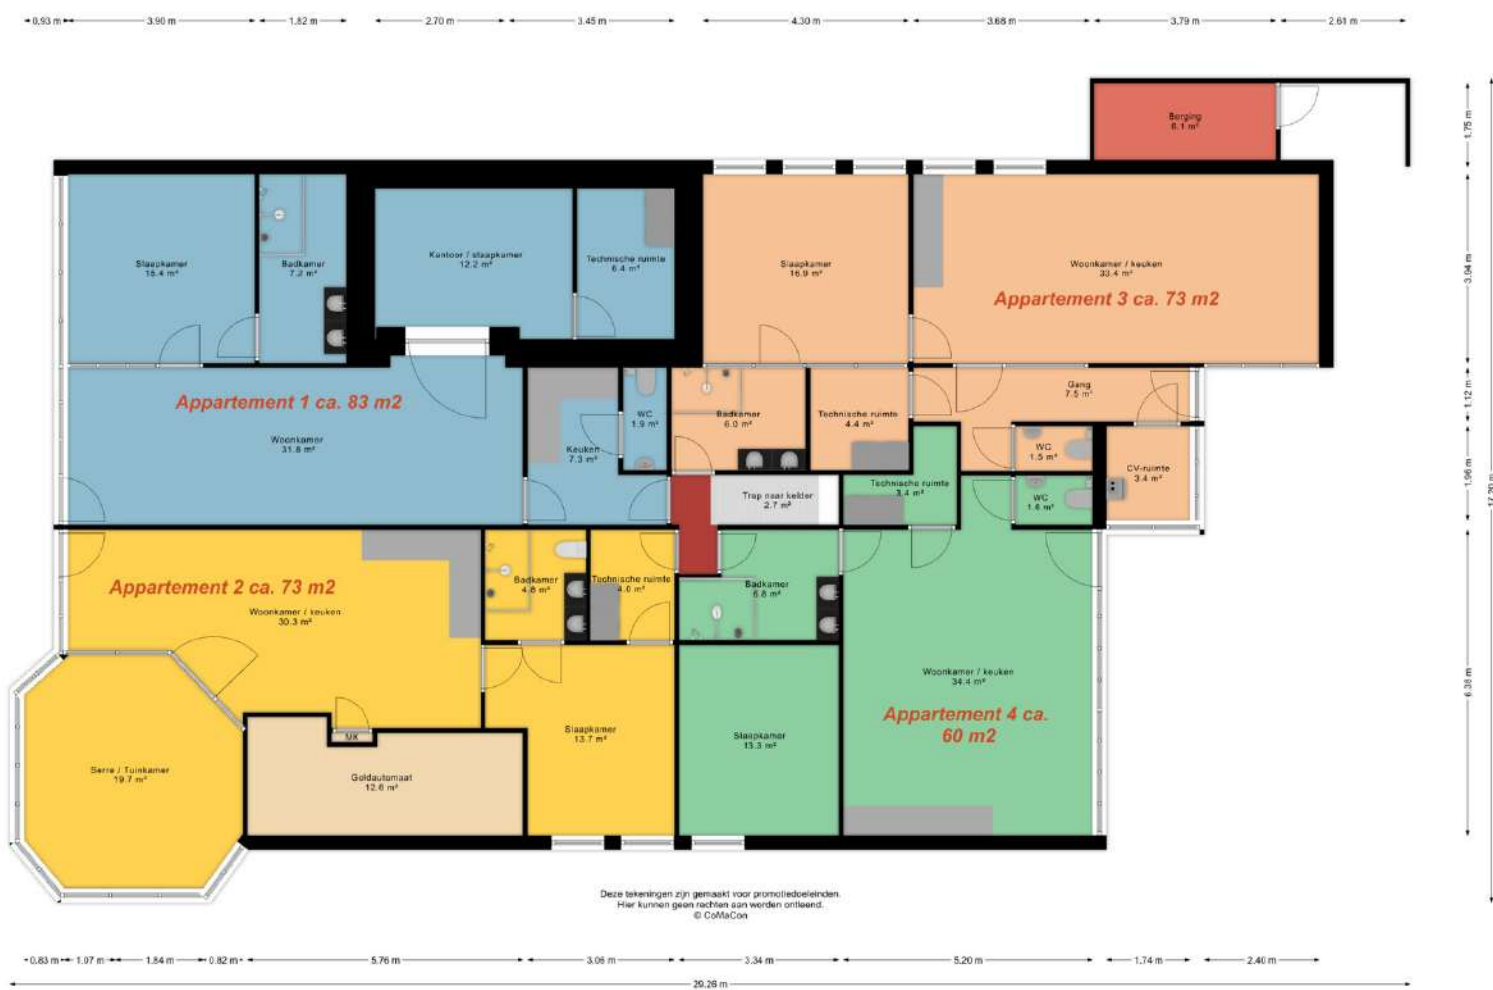 0.93 m
3.90 m
1.82 m
2.70 m
3.45 m
4.30 m
3.68 m
3.79 m
2.61 m
Berging
6.1 m²
1.75 m
Slaapkamer
15.4 m²
Badkamer
7.2 m²
Kantoor / slaapkamer
12.2 m²
Technische ruimte
6.4 m²
Slaapkamer
16.9 m²
Woonkamer / keuken
33.4 m²
Appartement 3 ca. 73 m2
3.94 m
Appartement 1 ca. 83 m2
Woonkamer
31.8 m²
Keuken
7.3 m²
WC
1.9 m²
Badkamer
6.0 m²
Technische ruimte
4.4 m²
Gang
7.5 m²
1.12 m
WC
1.5 m²
CV-ruimte
3.4 m²
Trap naar kelder
2.7 m²
Technische ruimte
3.4 m²
WC
1.6 m²
1.96 m
Appartement 2 ca. 73 m2
Woonkamer / keuken
30.3 m²
Badkamer
4.8 m²
Technische ruimte
4.0 m²
Badkamer
6.8 m²
Woonkamer / keuken
34.4 m²
Appartement 4 ca.
60 m2
6.38 m
Serre / Tuinkamer
19.7 m²
MK
Geldautomaat
12.6 m²
Slaapkamer
13.7 m²
Slaapkamer
13.3 m²
Deze tekeningen zijn gemaakt voor promotiedoeleinden.
Hier kunnen geen rechten aan worden ontleend.
© CoMaCon
0.83 m
1.07 m
1.84 m
0.82 m
5.76 m
3.06 m
3.34 m
5.20 m
1.74 m
2.40 m
29.26 m